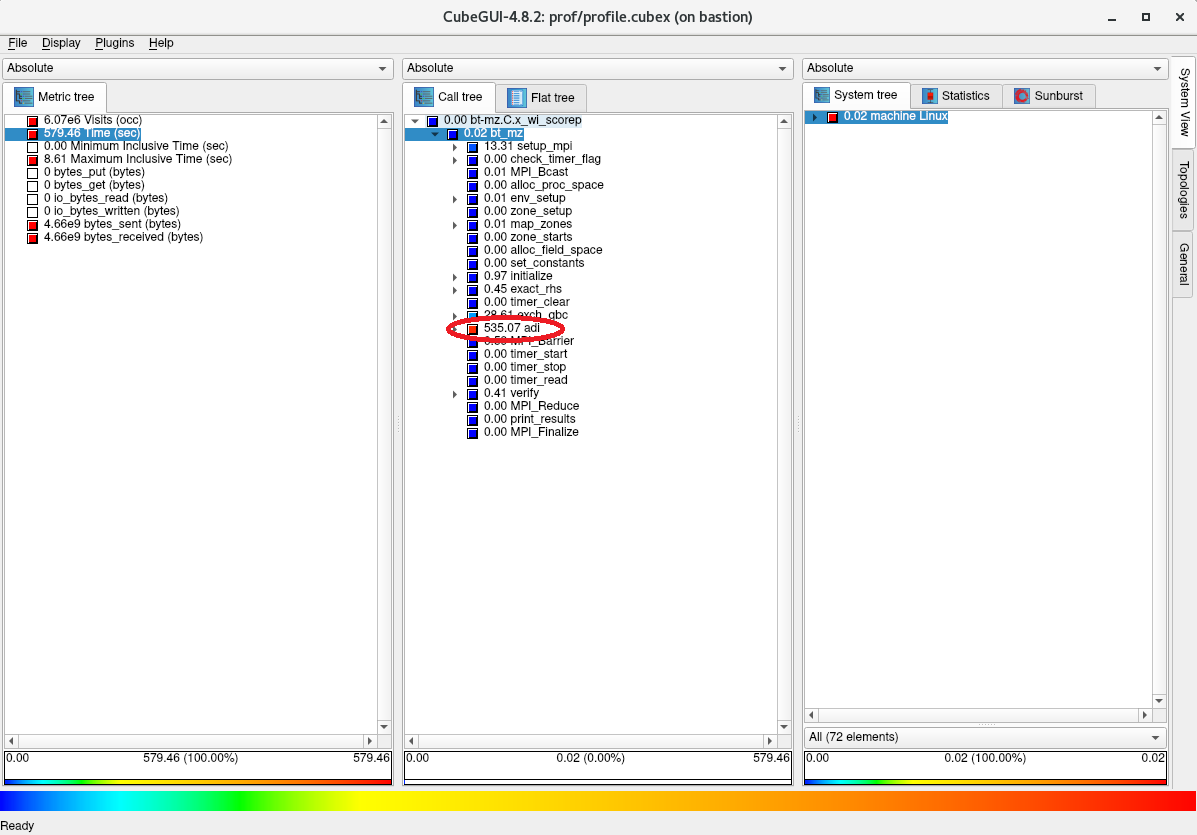 CubeGUI-4.8.2: prof/profile.cubex (on bastion)
File Display Plugins Help
Absolute
Metric tree
6.07e6 Visits (occ)
579.46 Time (sec)
0.00 Minimum Inclusive Time (sec)
8.61 Maximum Inclusive Time (sec)
0 bytes_put (bytes)
0 bytes_get (bytes)
0 io_bytes_read (bytes)
0 io_bytes_written (bytes)
4.66e9 bytes_sent (bytes)
4.66e9 bytes_received (bytes)
0.00 579.46 (100.00%) 579.46
Absolute
Call tree Flat tree
0.00 bt-mz.C.x_wl_scorep
0.02 bt_mz
13.31 setup_mpi
0.00 check_timer_flag
0.01 MPI_Bcast
0.00 alloc_proc_space
0.01 env_setup
0.00 zone_setup
0.01 map_zones
0.00 zone_starts
0.00 alloc_field_space
0.00 set_constants
0.97 initialize
0.45 exact_rhs
0.00 timer_clear
28.61 exch_qbc
535.07 adi
MPI_Barrier
0.00 timer_start
0.00 timer_stop
0.00 timer_read
0.41 verify
0.00 MPI_Reduce
0.00 print_results
0.00 MPI_Finalize
0.00 0.02 (0.00%) 579.46
Absolute
System tree Statistics Sunburst
0.02 machine Linux
All (72 elements)
0.00 0.02 (100.00%) 0.02
System View
Topologies
General
Ready